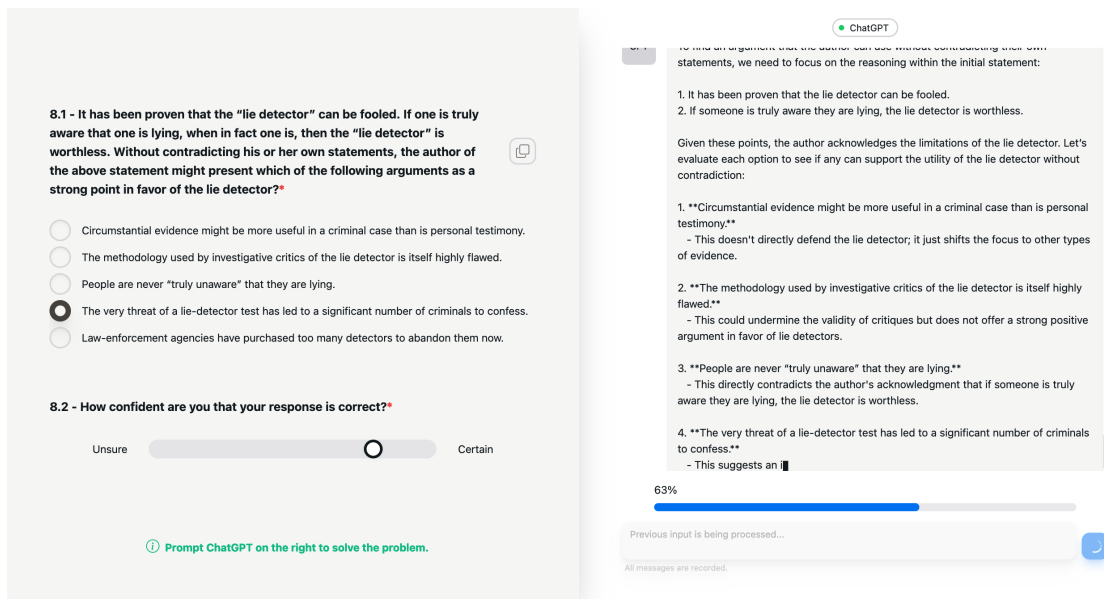 8.1 - It has been proven that the “lie detector” can be fooled. If one is truly
aware that one is lying, when in fact one is, then the “lie detector” is
worthless. Without contradicting his or her own statements, the author of
the above statement might present which of the following arguments as a
strong point in favor of the lie detector?*
Circumstantial evidence might be more useful in a criminal case than is personal testimony.
The methodology used by investigative critics of the lie detector is itself highly flawed.
People are never “truly unaware” that they are lying.
The very threat of a lie-detector test has led to a significant number of criminals to confess.
Law-enforcement agencies have purchased too many detectors to abandon them now.
8.2 - How confident are you that your response is correct?*
Unsure
Certain
Prompt ChatGPT on the right to solve the problem.
ChatGPT
To find an argument that the author can use without contradicting their own
statements, we need to focus on the reasoning within the initial statement:
1. It has been proven that the lie detector can be fooled.
2. If someone is truly aware they are lying, the lie detector is worthless.
Given these points, the author acknowledges the limitations of the lie detector. Let’s
evaluate each option to see if any can support the utility of the lie detector without
contradiction:
1. **Circumstantial evidence might be more useful in a criminal case than is personal
testimony.**
- This doesn't directly defend the lie detector; it just shifts the focus to other types
of evidence.
2. **The methodology used by investigative critics of the lie detector is itself highly
flawed.**
- This could undermine the validity of critiques but does not offer a strong positive
argument in favor of lie detectors.
3. **People are never “truly unaware” that they are lying.**
- This directly contradicts the author's acknowledgment that if someone is truly
aware they are lying, the lie detector is worthless.
4. **The very threat of a lie-detector test has led to a significant number of criminals
to confess.**
- This suggests an i
63%
Previous input is being processed...
All messages are recorded.